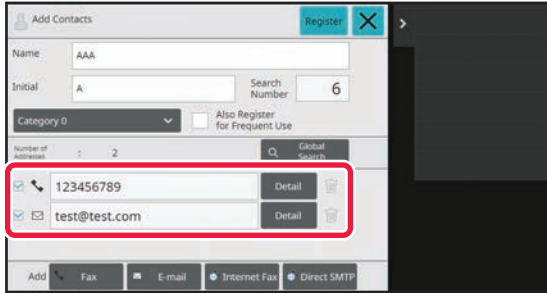 Add Contacts Register
Name AAA
Initial A Search Number 6
Category 0 Also Register for Frequent Use
Number of Addresses : 2 Global Search
123456789 Detail
test@test.com Detail
Add Fax E-mail Internet Fax Direct SMTP